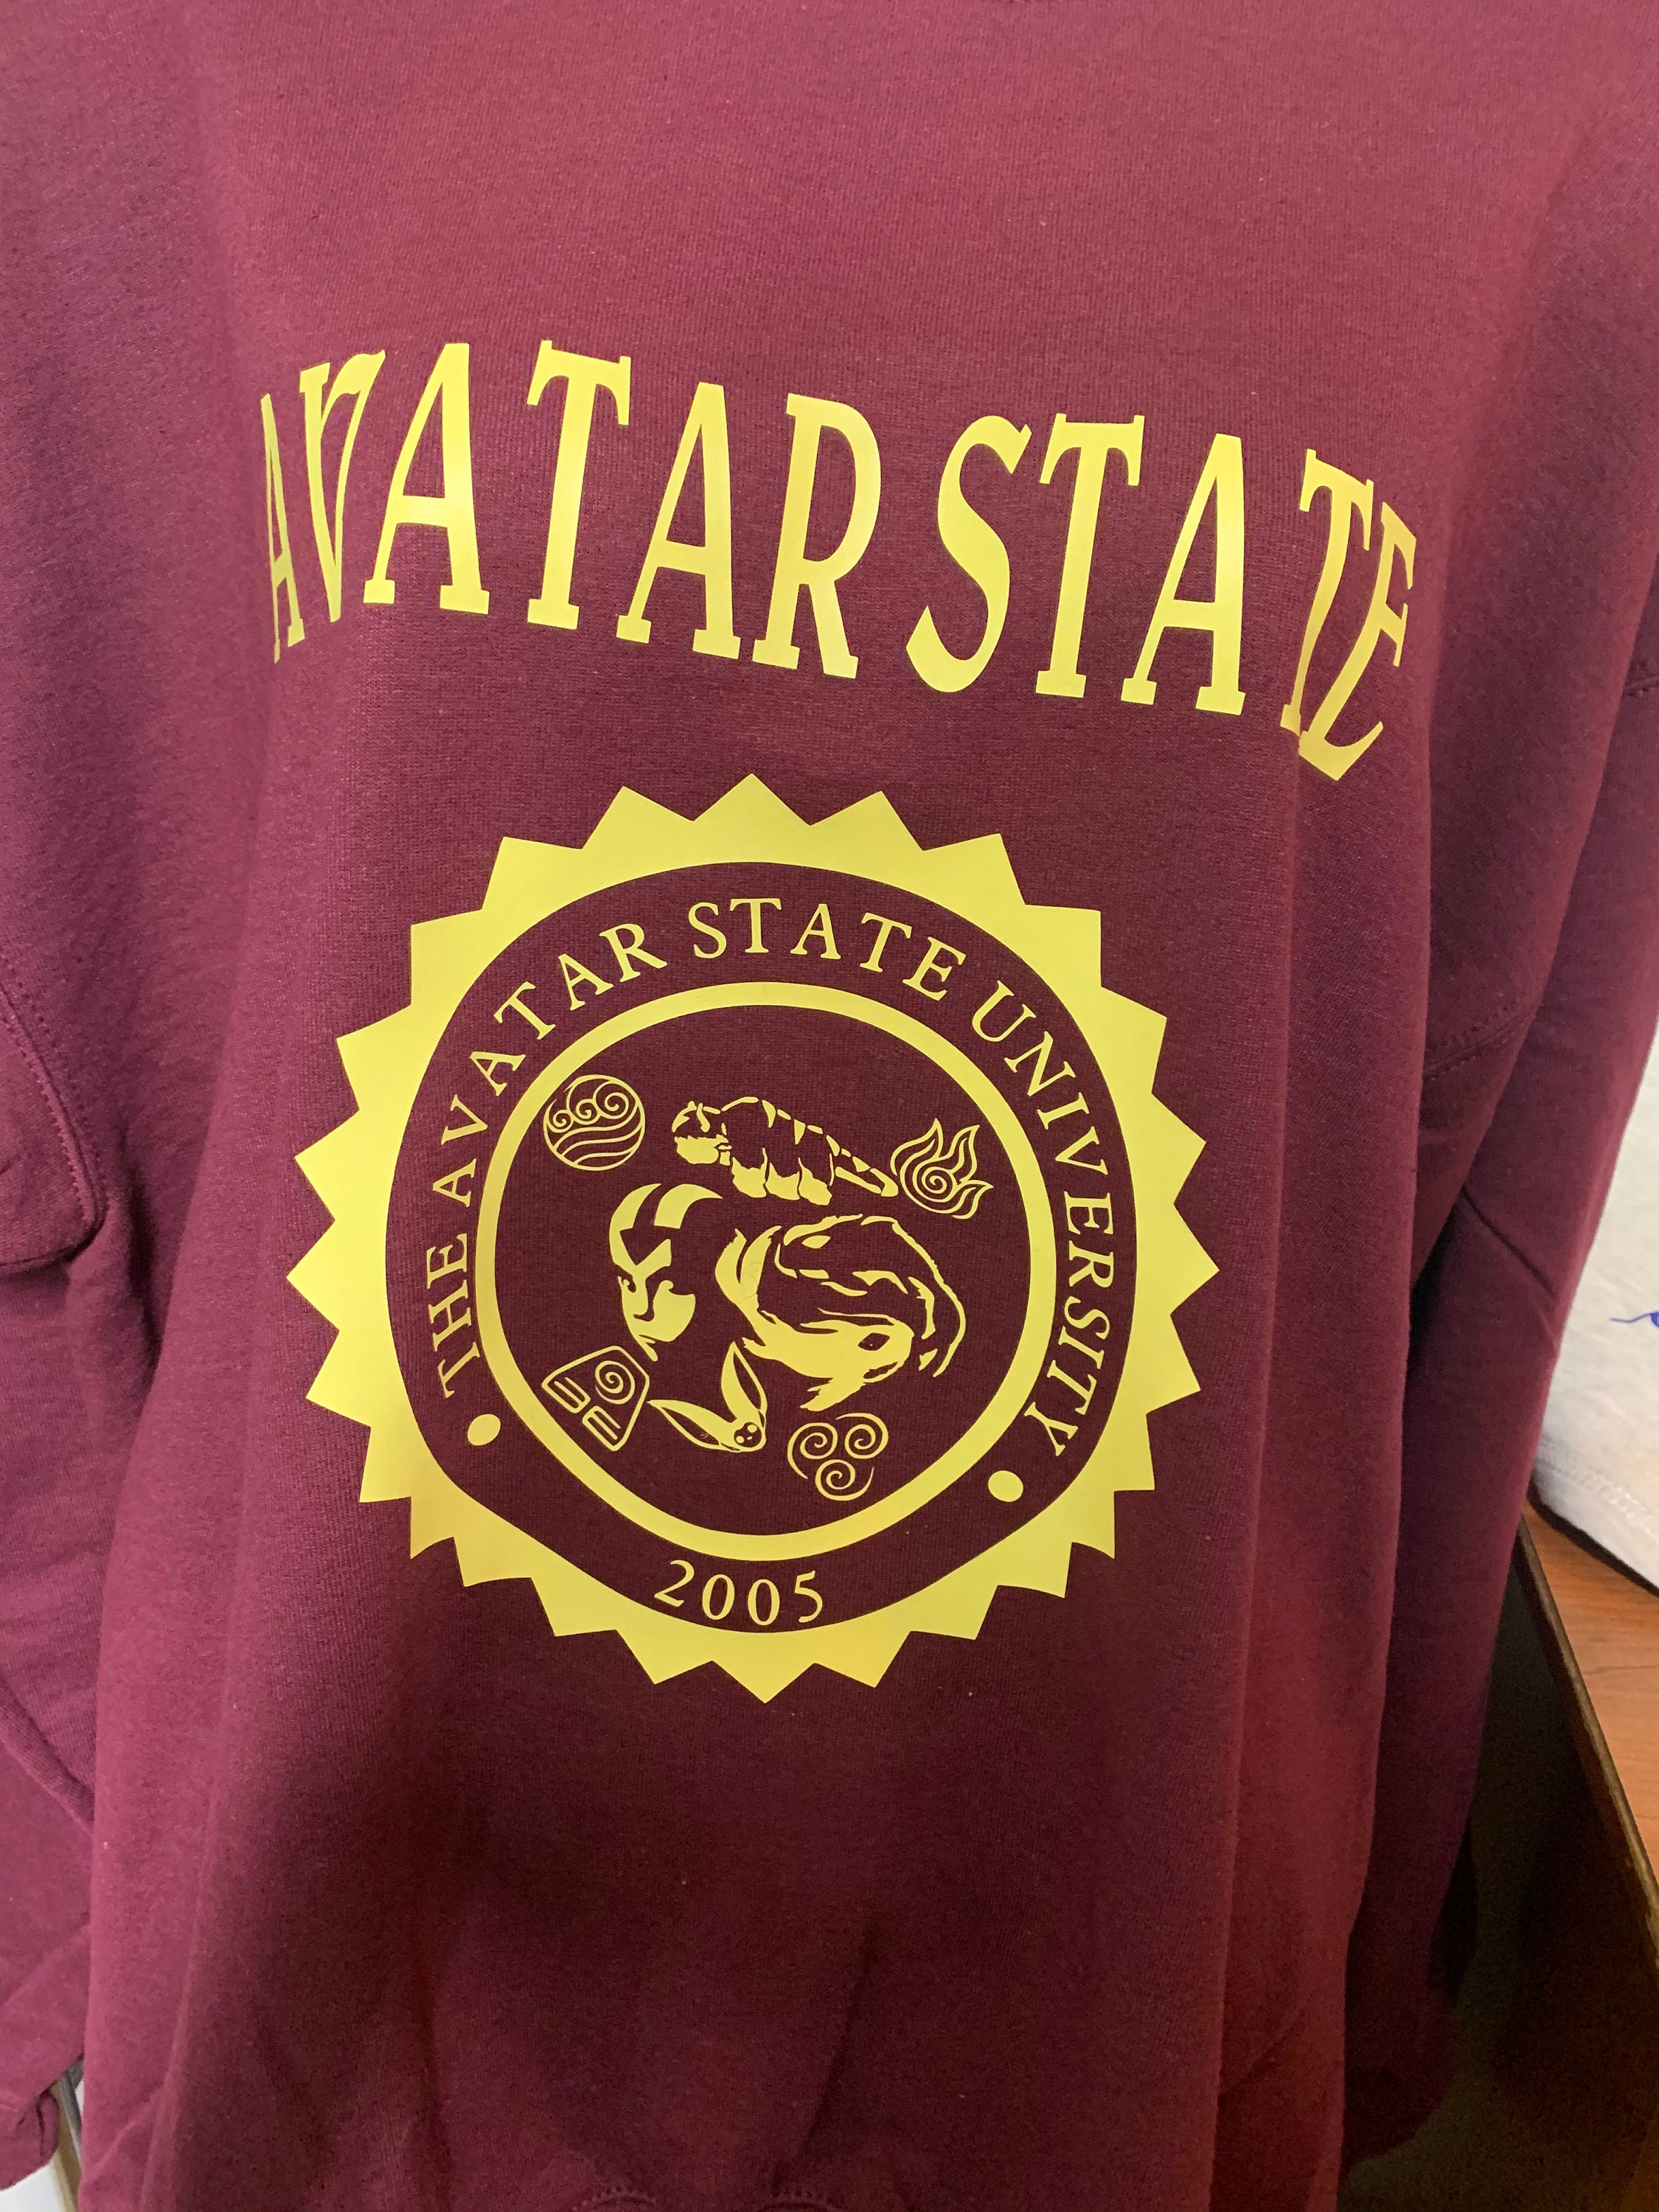 AVATAR STATE
THE AVATAR STATE UNIVERSITY
2005